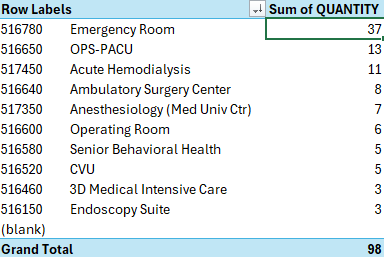 Row Labels Sum of QUANTITY
516780 Emergency Room 37
516650 OPS-PACU 13
517450 Acute Hemodialysis 11
516640 Ambulatory Surgery Center 8
517350 Anesthesiology (Med Univ Ctr) 7
516600 Operating Room 6
516580 Senior Behavioral Health 5
516520 CVU 5
516460 3D Medical Intensive Care 3
516150 Endoscopy Suite 3
(blank)
Grand Total 98